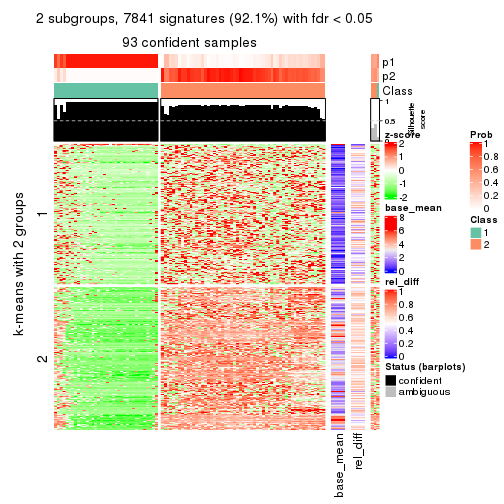 2 subgroups, 7841 signatures (92.1%) with fdr < 0.05
93 confident samples
p1
p2
Class
1
0.5
0
Silhouette
score
k-means with 2 groups
1
2
base_mean
rel_diff
z-score
2
1
0
-1
-2
base_mean
8
6
4
2
0
rel_diff
1
0.8
0.6
0.4
0.2
0
Status (barplots)
confident
ambiguous
Prob
1
0.8
0.6
0.4
0.2
0
Class
1
2